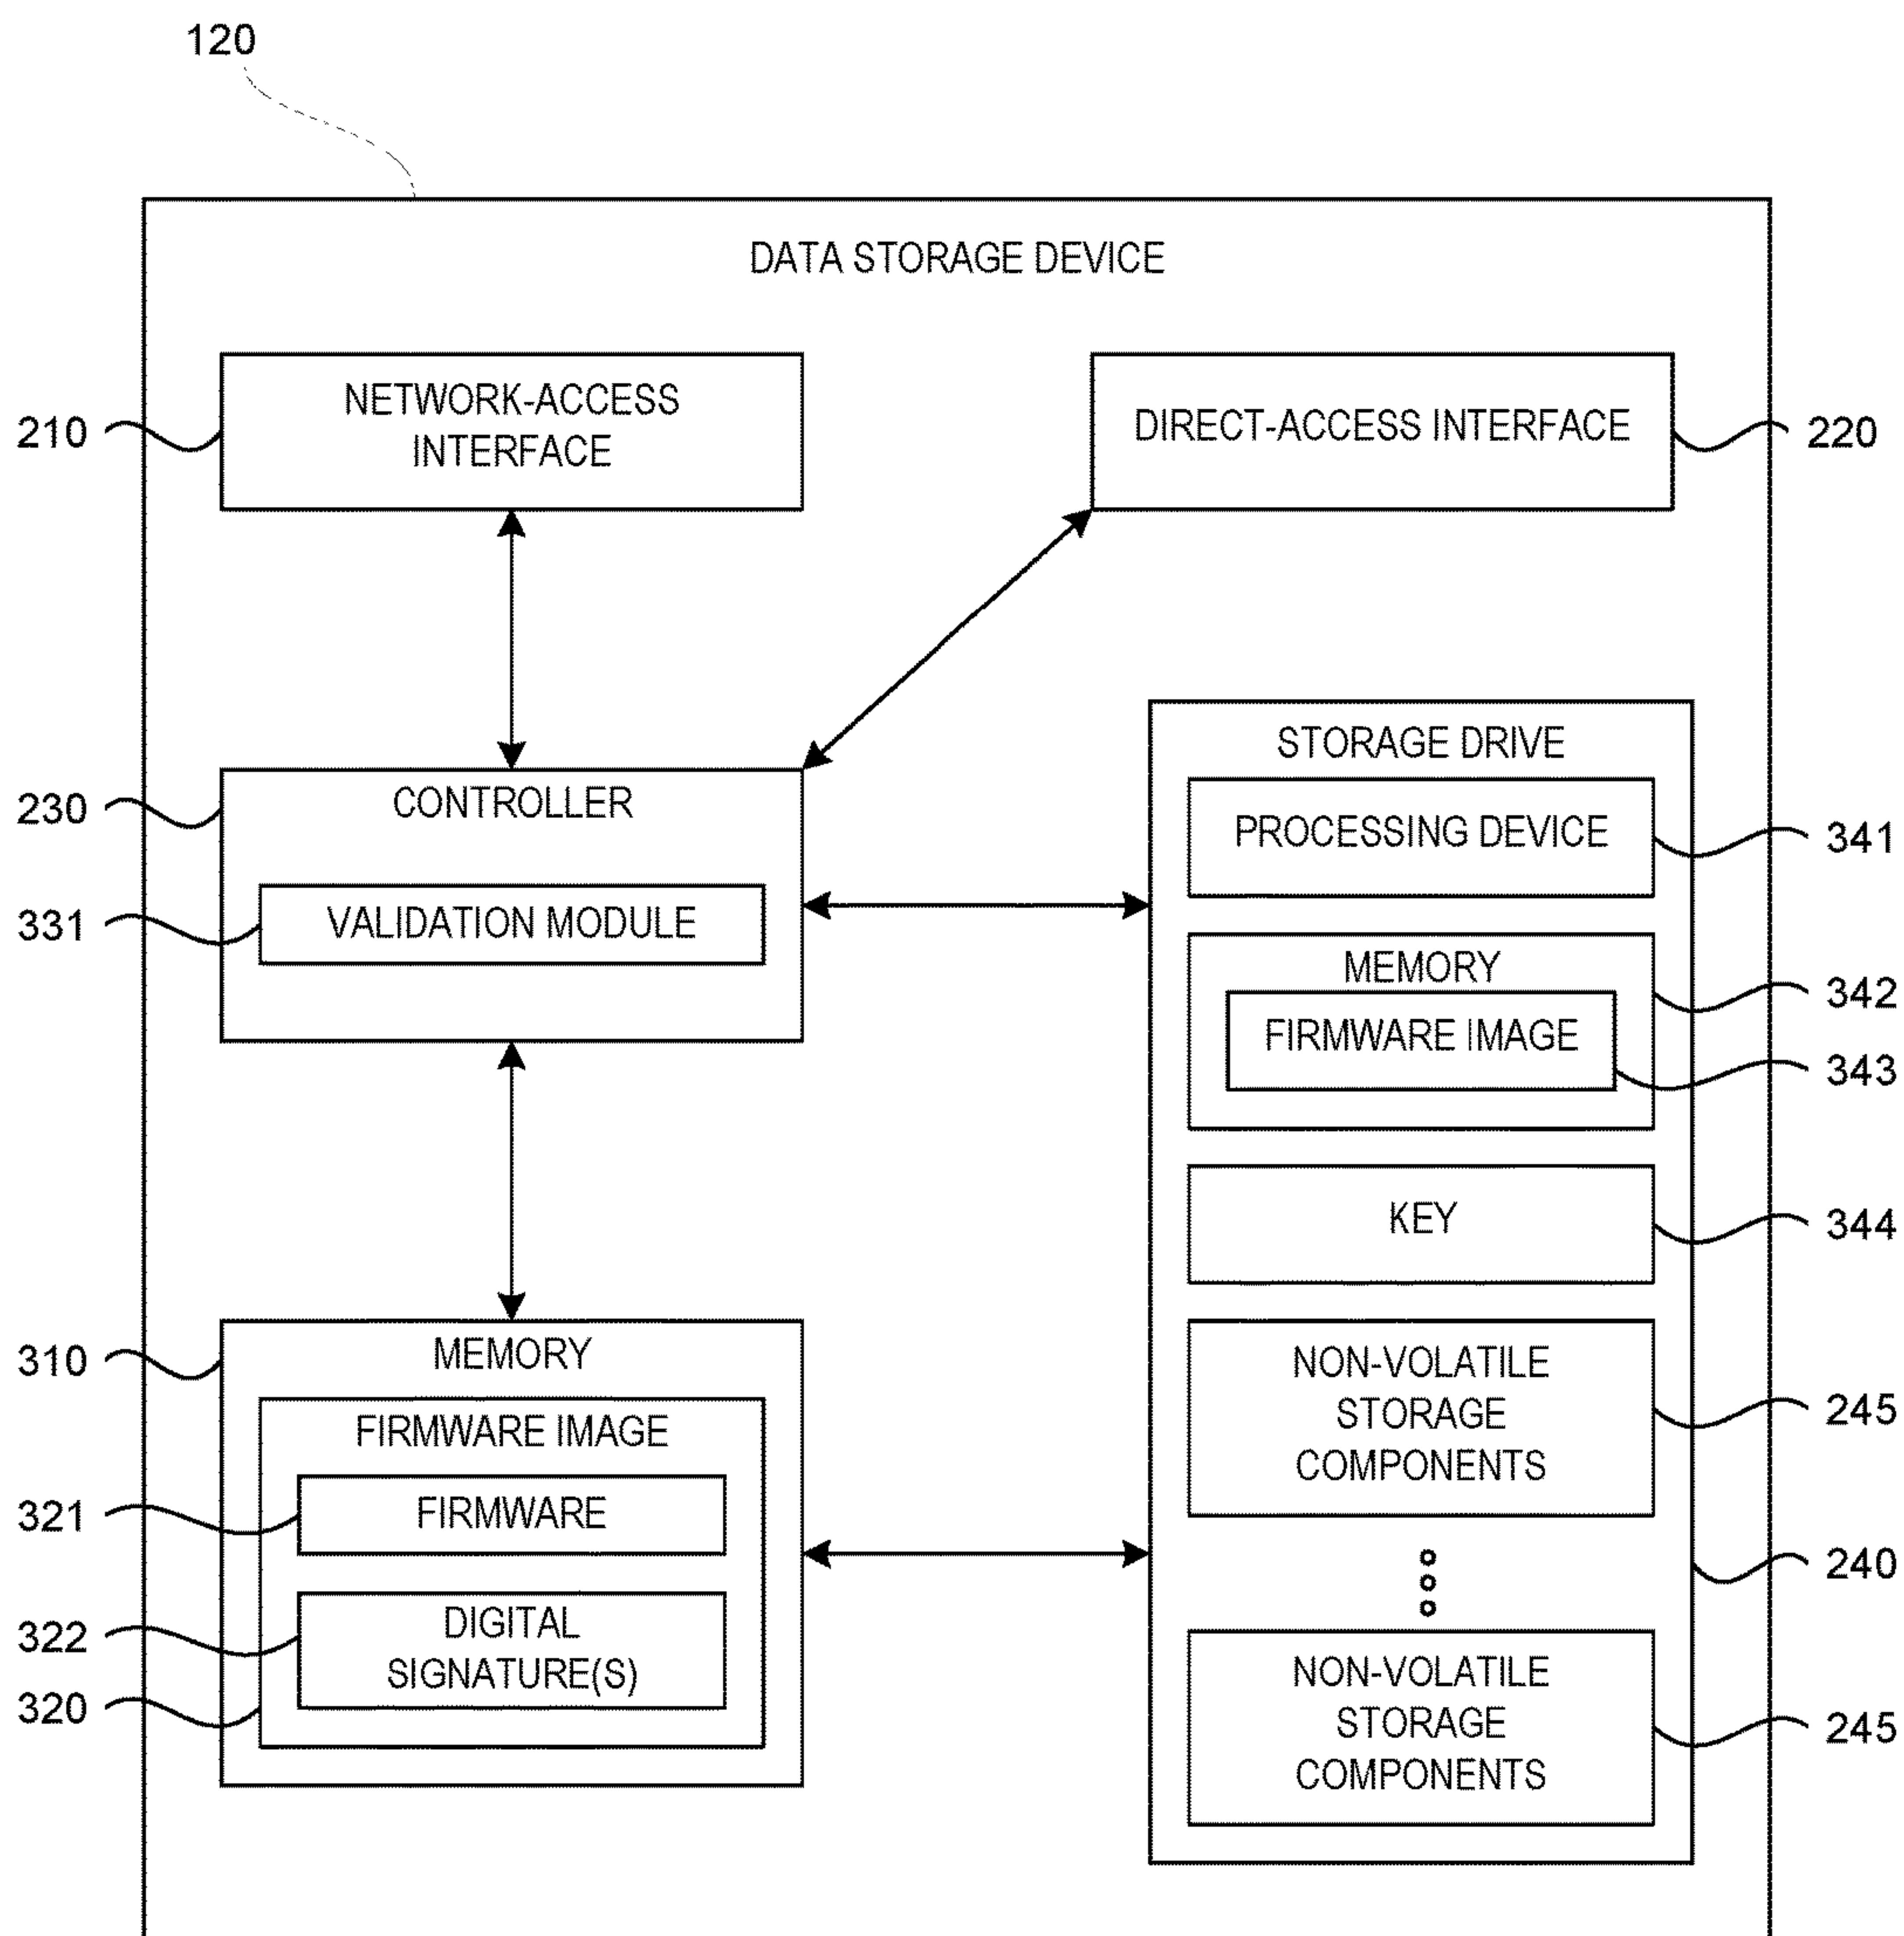 120
DATA STORAGE DEVICE
NETWORK-ACCESS
INTERFACE
210
DIRECT-ACCESS INTERFACE
220
CONTROLLER
230
VALIDATION MODULE
331
STORAGE DRIVE
PROCESSING DEVICE
341
MEMORY
342
FIRMWARE IMAGE
343
KEY
344
MEMORY
310
FIRMWARE IMAGE
FIRMWARE
321
DIGITAL
SIGNATURE(S)
322
320
NON-VOLATILE
STORAGE
COMPONENTS
245
240
NON-VOLATILE
STORAGE
COMPONENTS
245